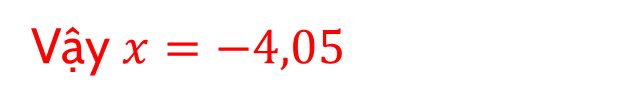 Vậy x = −4,05